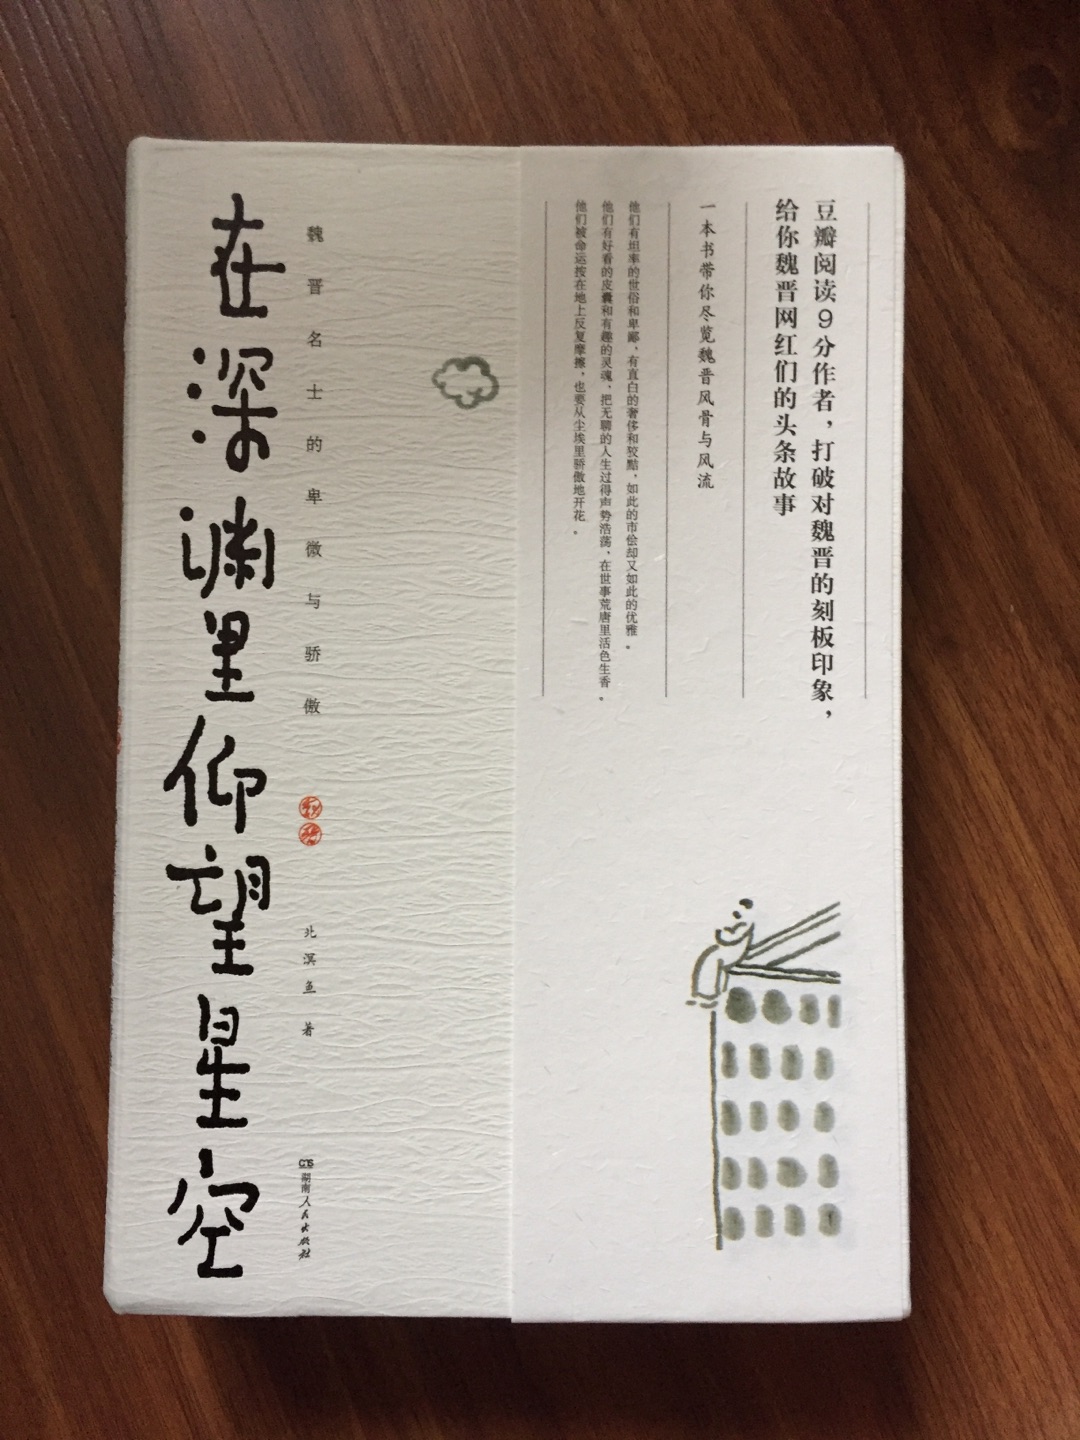 豆瓣阅读9分作者，打破对魏晋的刻板印象，
给你魏晋网红们的头条故事
一本书带你尽览魏晋风骨与风流
他们有坦率的世俗和卑鄙、有直白的奢侈和狡黠，如此的市侩却又如此的优雅。
他们有好看的皮囊和有趣的灵魂，把无聊的人生过得声势浩荡，在世事荒唐里活色生香。
他们被命运按在地上反复摩擦，也要从尘埃里骄傲地开花。
魏晋名士的卑微与骄傲
北溟鱼 著
湖南人民出版社
在深渊里仰望星空